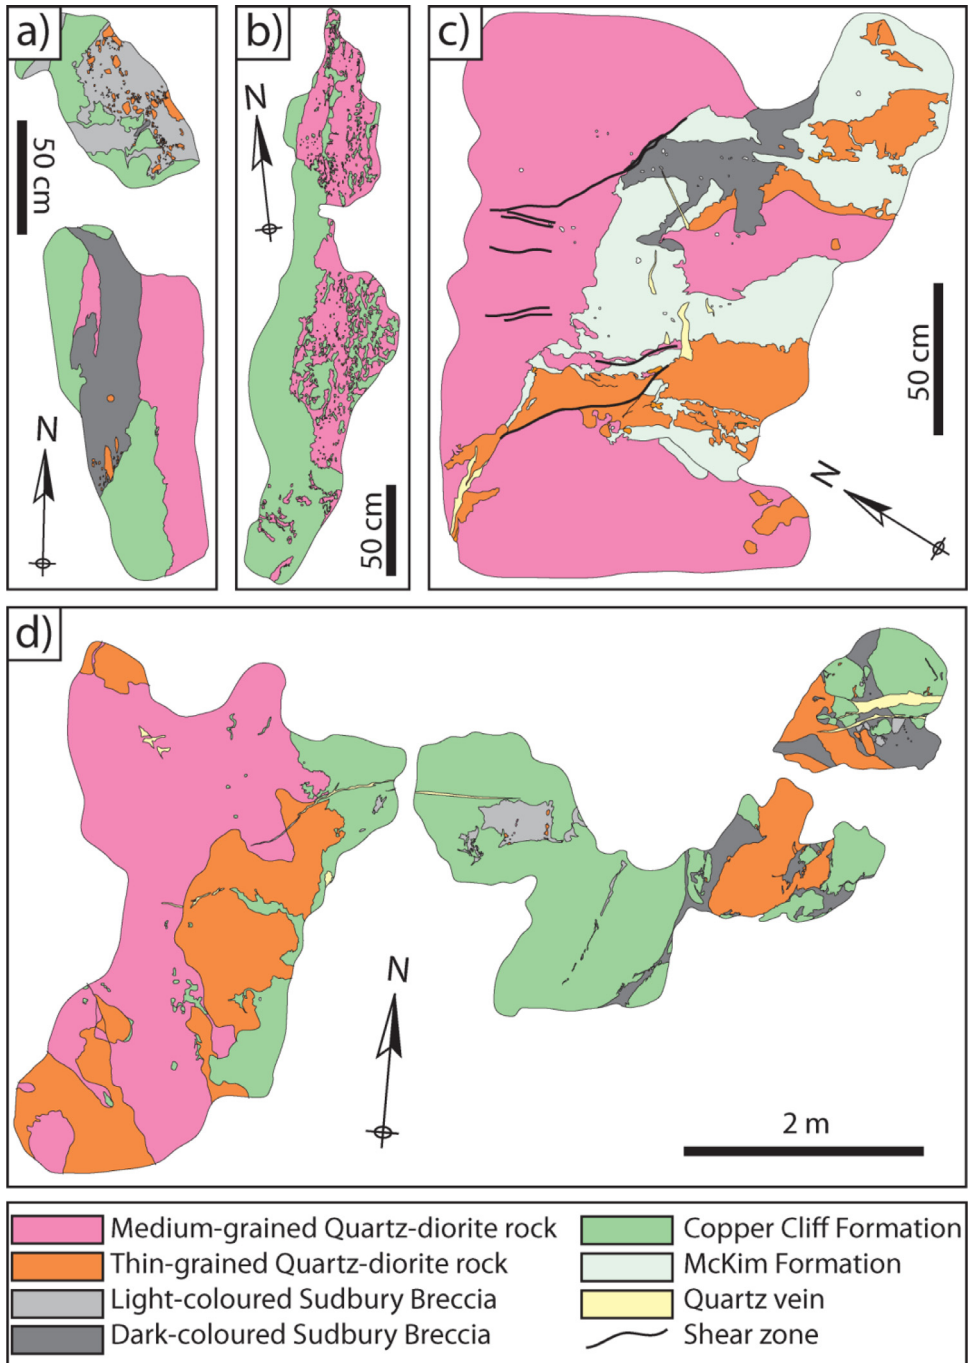 a)
50 cm
N
b)
N
50 cm
c)
50 cm
N
d)
N
2 m
Medium-grained Quartz-diorite rock
Thin-grained Quartz-diorite rock
Light-coloured Sudbury Breccia
Dark-coloured Sudbury Breccia
Copper Cliff Formation
McKim Formation
Quartz vein
Shear zone